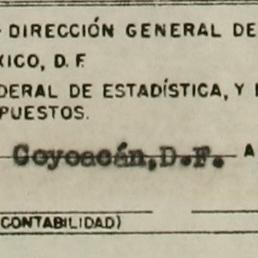 DIRECCIÓN GENERAL DE
XICO, D. F.
DERAL DE ESTADÍSTICA, Y
PUESTOS.
Coyoacán, D.F. A
(CONTABILIDAD)